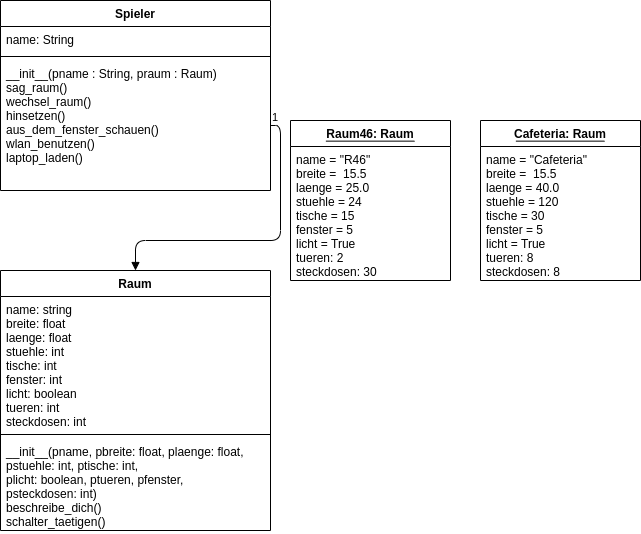 Spieler
name: String
__init__(pname : String, praum : Raum)
sag_raum()
wechsel_raum()
hinsetzen()
aus_dem_fenster_schauen()
wlan_benutzen()
laptop_laden()
1
Raum46: Raum
name = "R46"
breite =  15.5
laenge = 25.0
stuehle = 24
tische = 15
fenster = 5
licht = True
tueren: 2
steckdosen: 30
Cafeteria: Raum
name = "Cafeteria"
breite =  15.5
laenge = 40.0
stuehle = 120
tische = 30
fenster = 5
licht = True
tueren: 8
steckdosen: 8
Raum
name: string
breite: float
laenge: float
stuehle: int
tische: int
fenster: int
licht: boolean
tueren: int
steckdosen: int
__init__(pname, pbreite: float, plaenge: float,
pstuehle: int, ptische: int,
plicht: boolean, ptueren, pfenster,
psteckdosen: int)
beschreibe_dich()
schalter_taetigen()